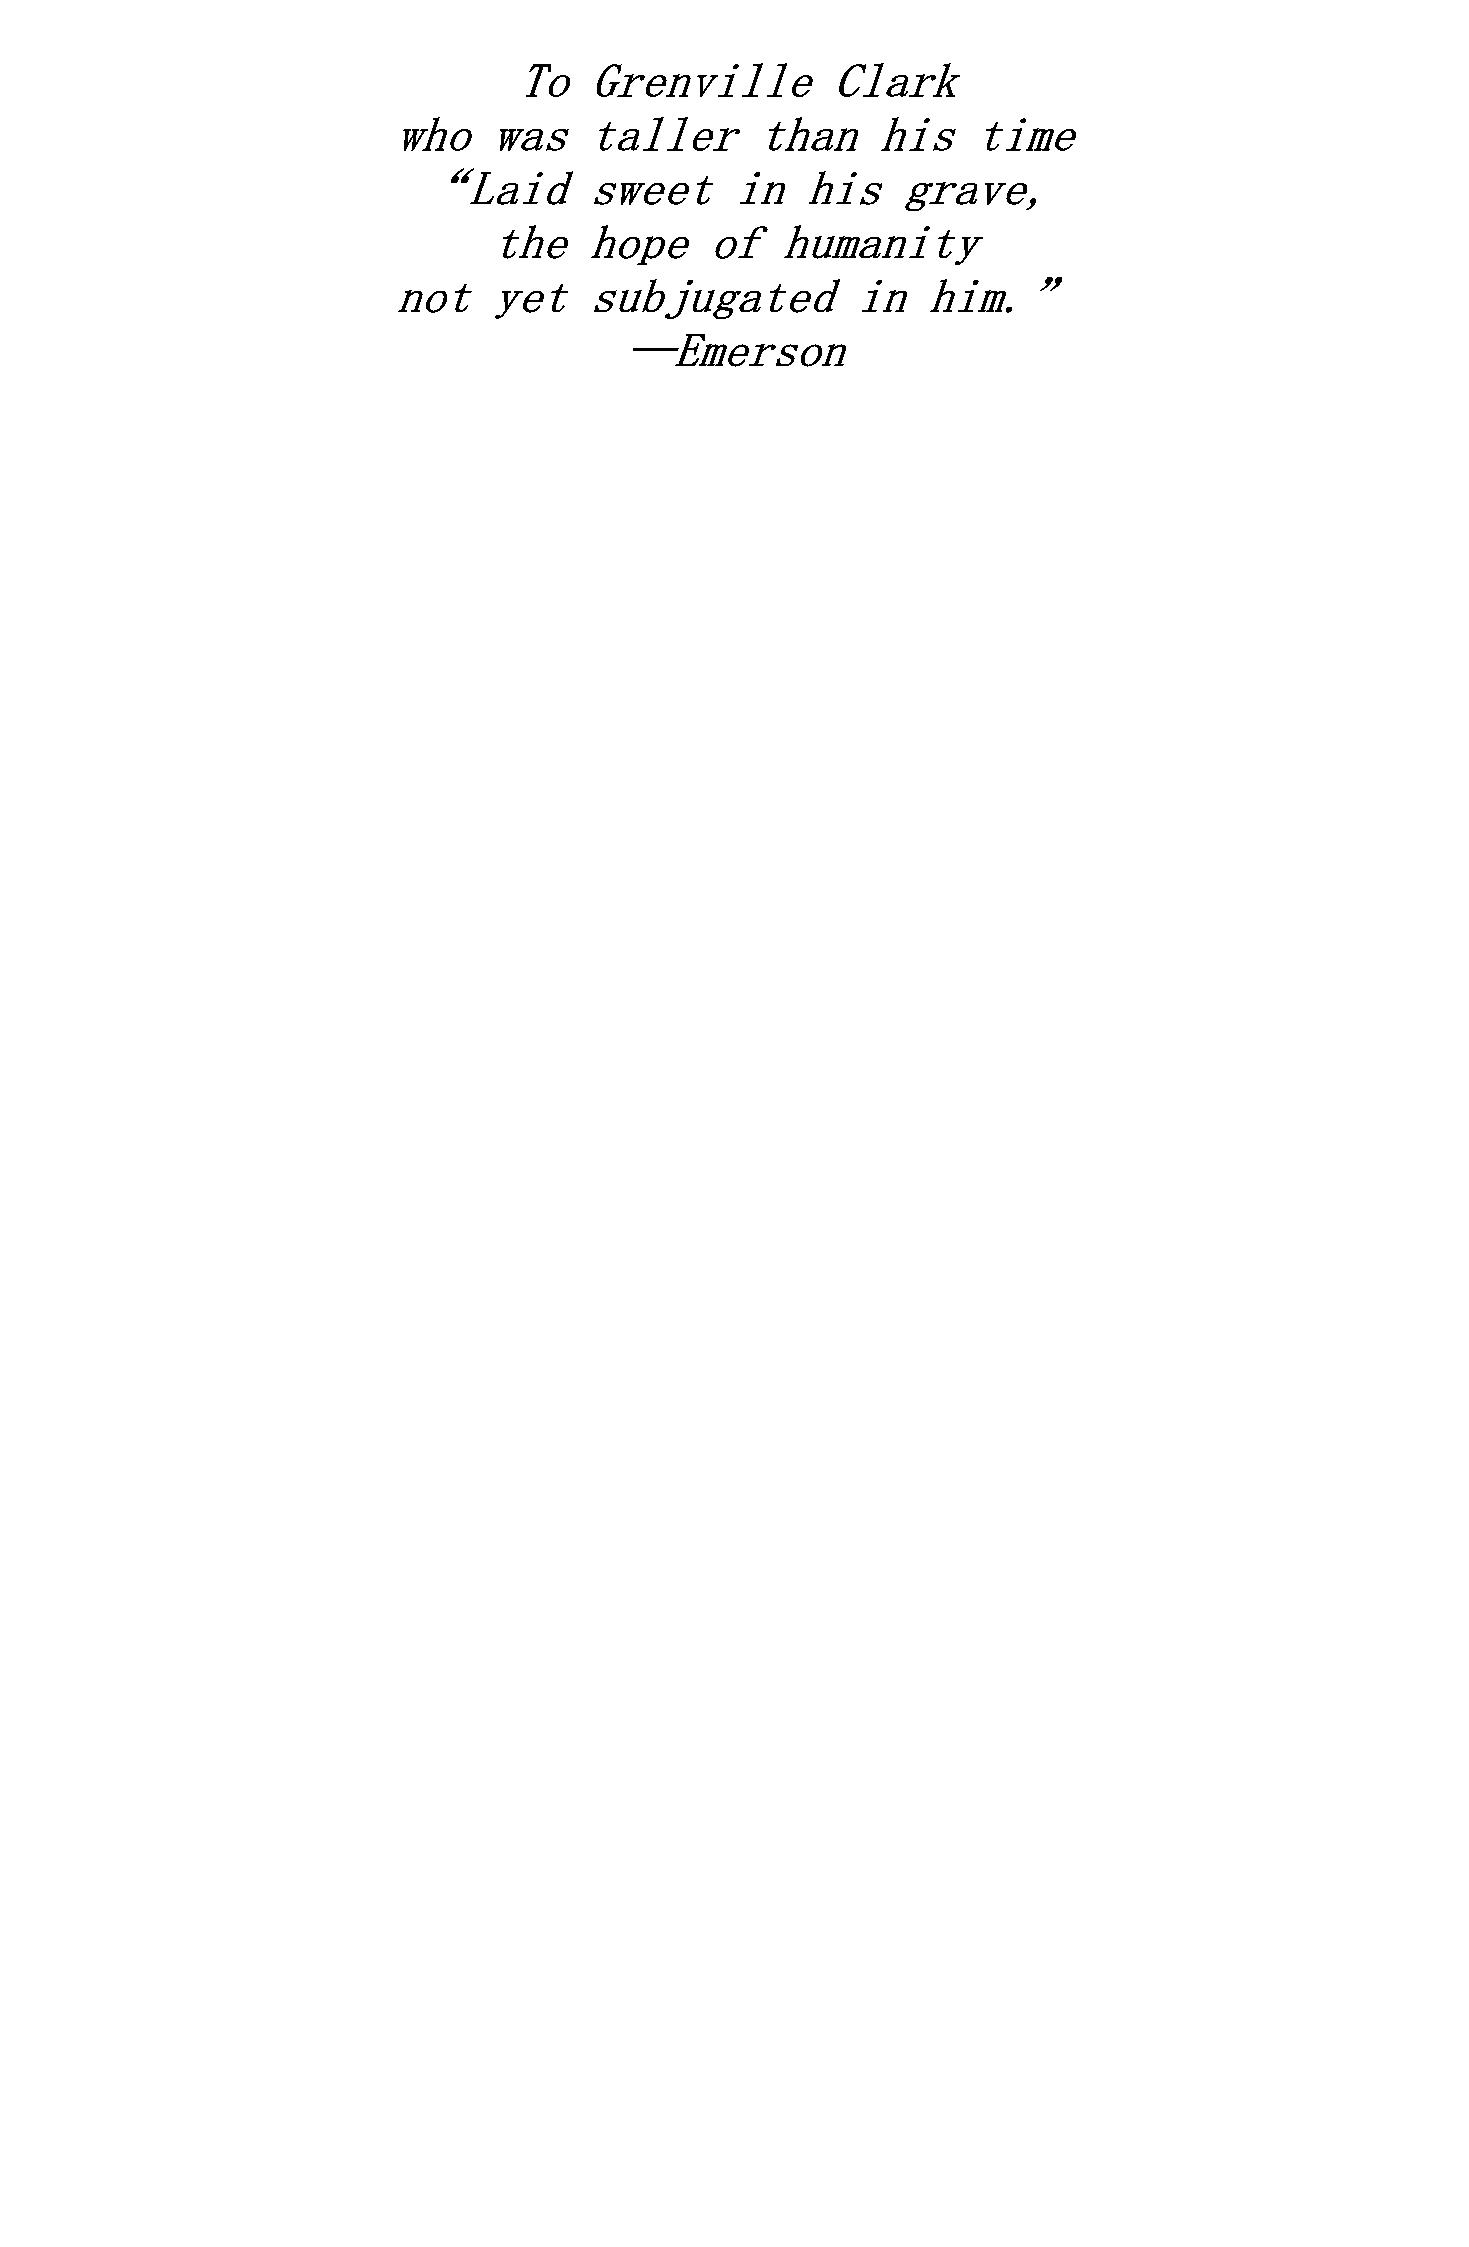 To Grenville Clark
who was taller than his time
“Laid sweet in his grave,
the hope of humanity
not yet subjugated in him.”
—Emerson